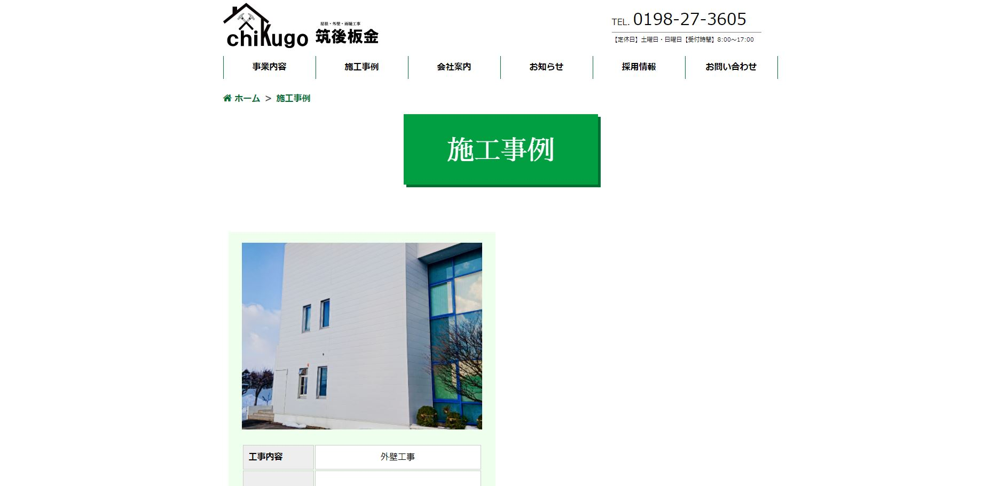 chikugo
屋根・外壁・雨樋工事
筑後板金
TEL. 0198-27-3605
【定休日】土曜日・日曜日【受付時間】8:00～17:00
事業内容 施工事例 会社案内 お知らせ 採用情報 お問い合わせ
ホーム > 施工事例
施工事例
工事内容 外壁工事